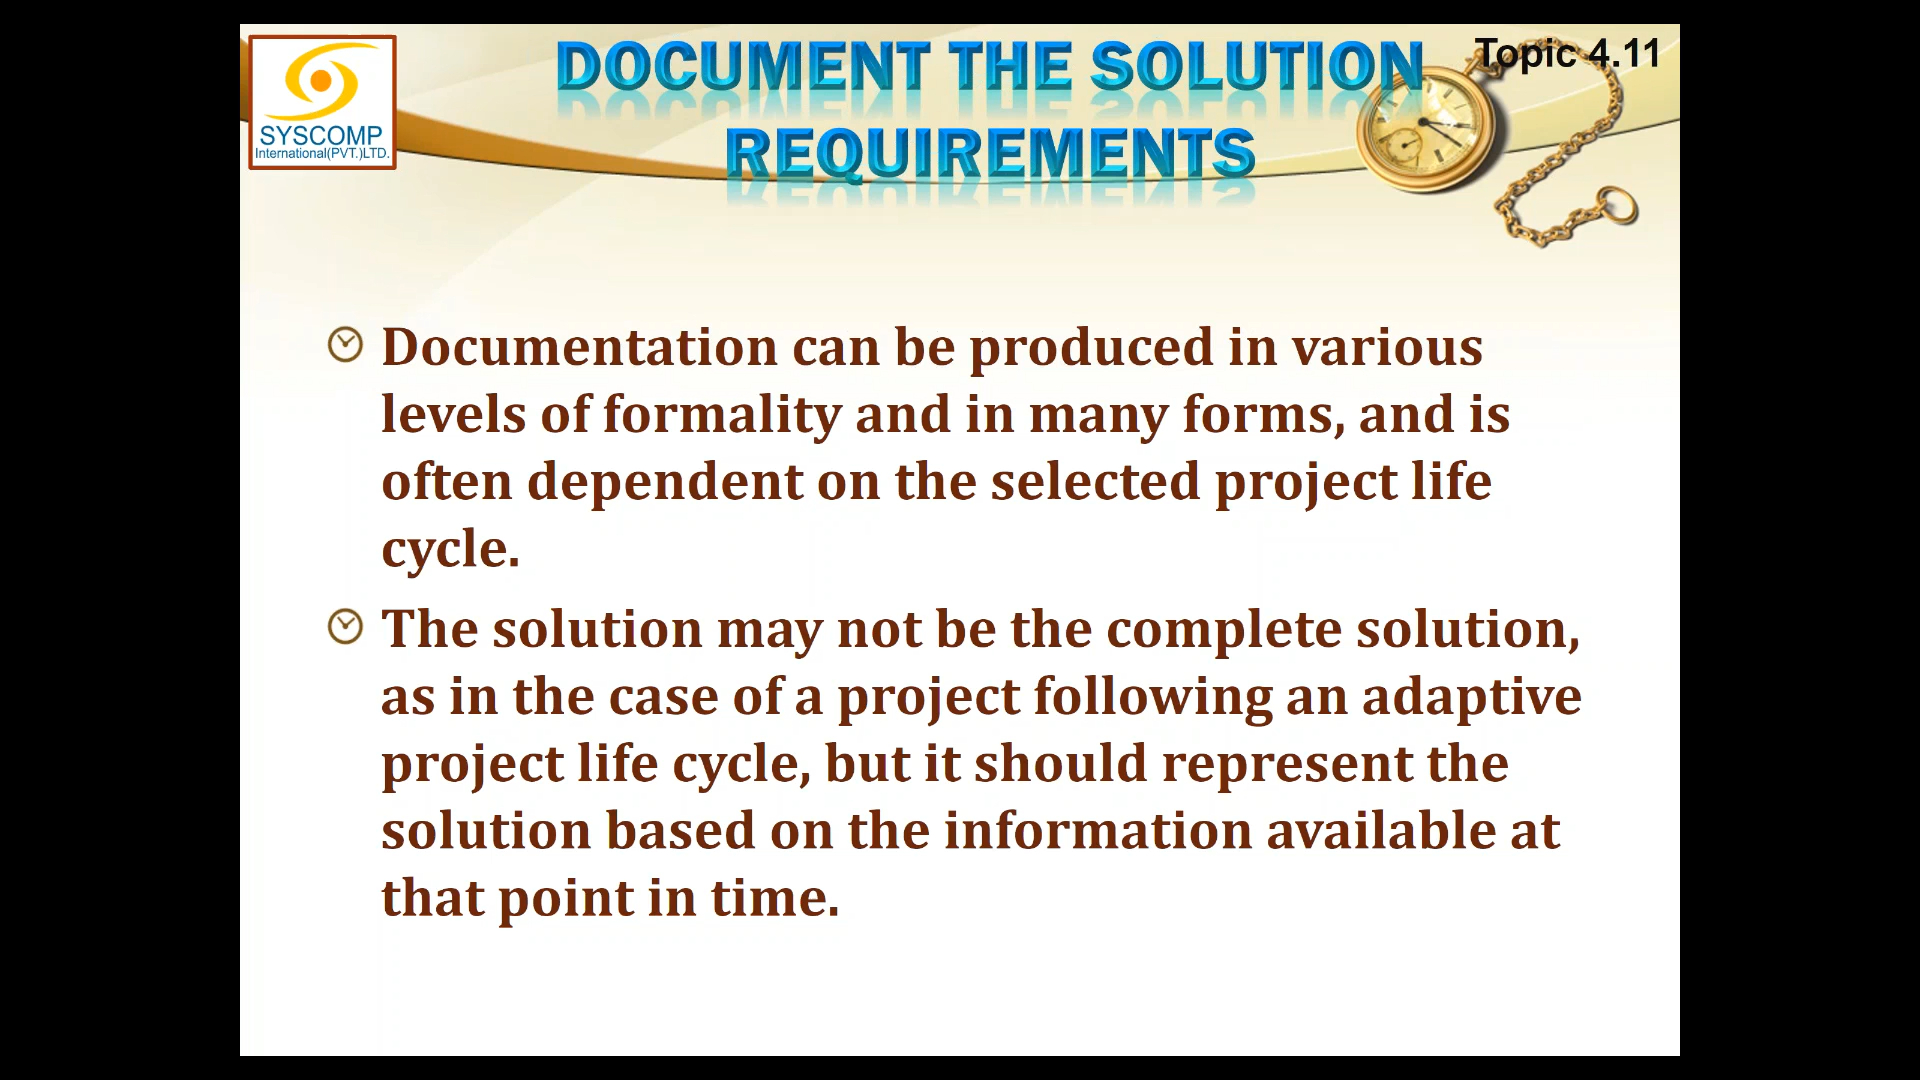 SYSCOMP
International(PVT.)LTD.
DOCUMENT THE SOLUTION
REQUIREMENTS
Topic 4.11
Documentation can be produced in various
levels of formality and in many forms, and is
often dependent on the selected project life
cycle.
The solution may not be the complete solution,
as in the case of a project following an adaptive
project life cycle, but it should represent the
solution based on the information available at
that point in time.